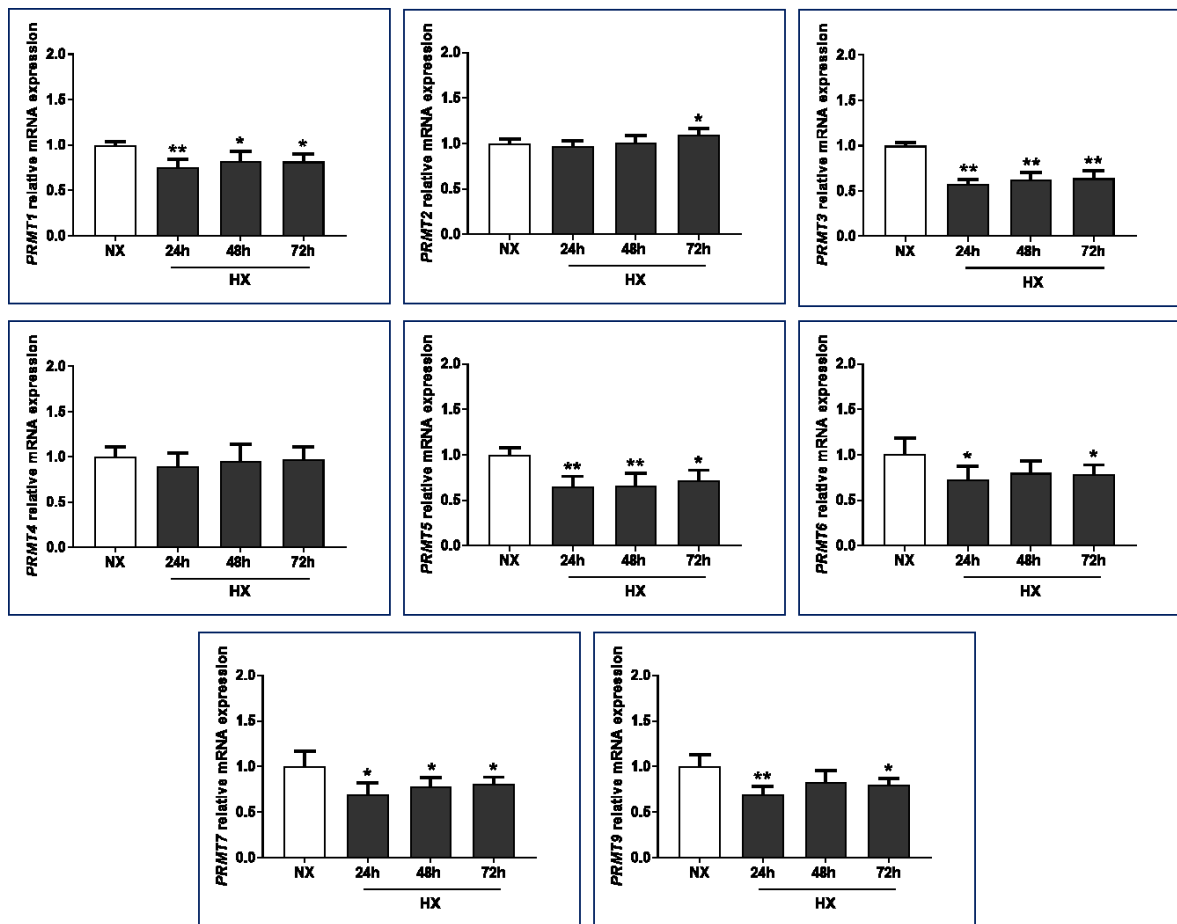 PRMT1 relative mRNA expression
2.0
1.5
1.0
0.5
0.0
** * *
NX 24h 48h 72h
HX
PRMT2 relative mRNA expression
2.0
1.5
1.0
0.5
0.0
*
NX 24h 48h 72h
HX
PRMT3 relative mRNA expression
2.0
1.5
1.0
0.5
0.0
** ** **
NX 24h 48h 72h
HX
PRMT4 relative mRNA expression
2.0
1.5
1.0
0.5
0.0
NX 24h 48h 72h
HX
PRMT5 relative mRNA expression
2.0
1.5
1.0
0.5
0.0
** ** *
NX 24h 48h 72h
HX
PRMT6 relative mRNA expression
2.0
1.5
1.0
0.5
0.0
* *
NX 24h 48h 72h
HX
PRMT7 relative mRNA expression
2.0
1.5
1.0
0.5
0.0
* * *
NX 24h 48h 72h
HX
PRMT9 relative mRNA expression
2.0
1.5
1.0
0.5
0.0
** *
NX 24h 48h 72h
HX